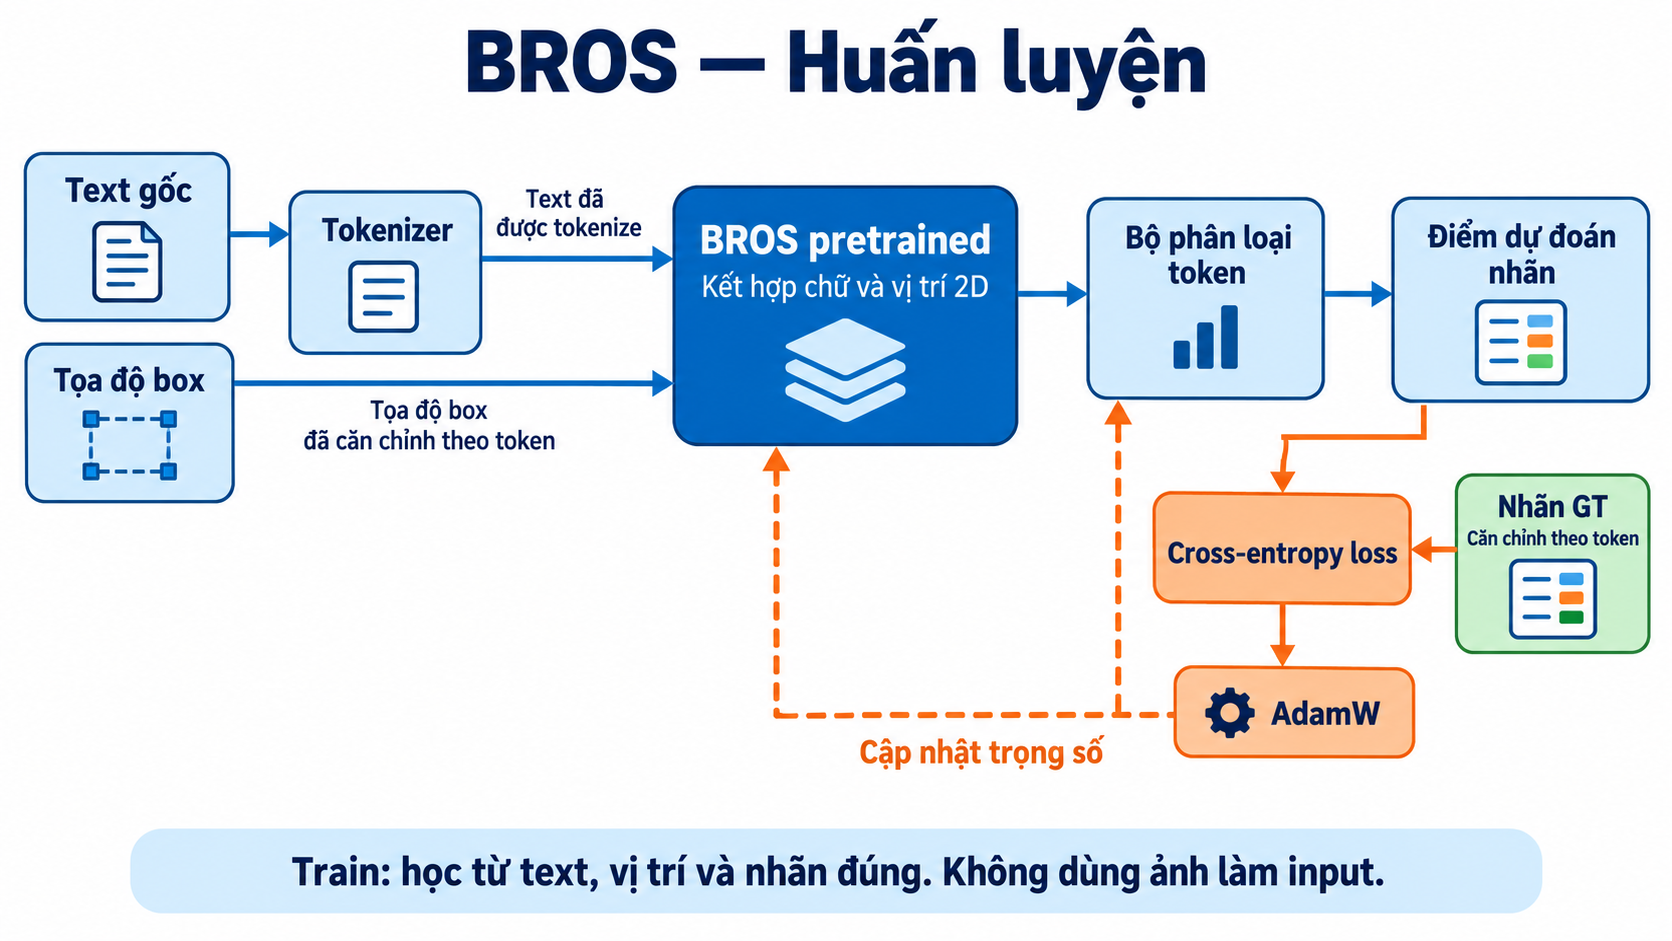 BROS — Huấn luyện
Text gốc
Tokenizer
Text đã
được tokenize
Tọa độ box
Tọa độ box
đã căn chỉnh theo token
BROS pretrained
Kết hợp chữ và vị trí 2D
Bộ phân loại
token
Điểm dự đoán
nhãn
Cross-entropy loss
Nhãn GT
Căn chỉnh theo token
AdamW
Cập nhật trọng số
Train: học từ text, vị trí và nhãn đúng. Không dùng ảnh làm input.